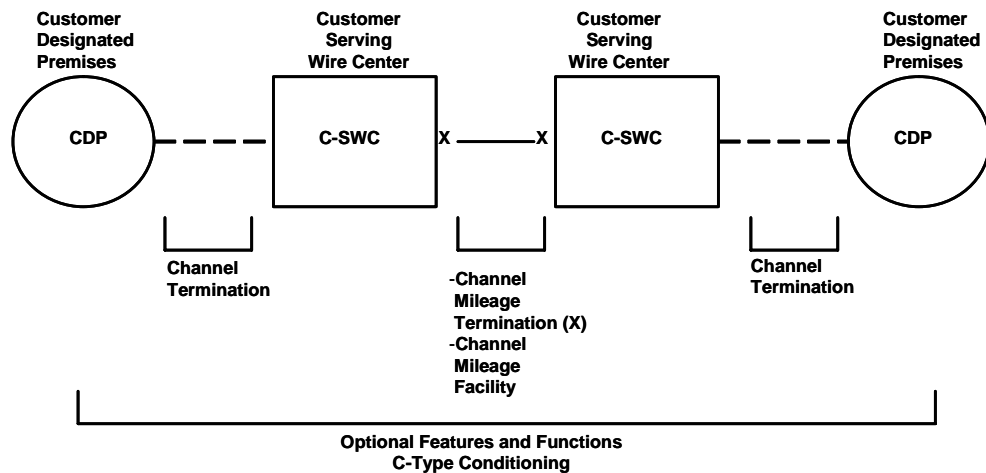 Customer
Designated
Premises
Customer
Serving
Wire Center
Customer
Serving
Wire Center
Customer
Designated
Premises
CDP
C-SWC
X
X
C-SWC
CDP
Channel
Termination
-Channel
Mileage
Termination (X)
-Channel
Mileage
Facility
Channel
Termination
Optional Features and Functions
C-Type Conditioning